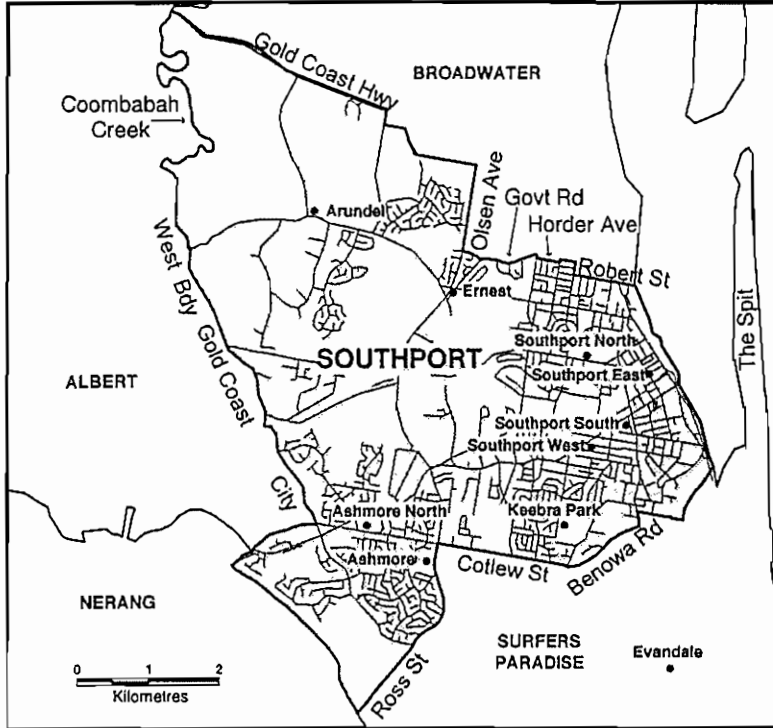 Gold Coast Hwy
BROADWATER
Coombabah
Creek
Olsen Ave
Govt Rd
Horder Ave
Arundel
West Bdy Gold Coast City
Robert St
Ernest
The Spit
Southport North
SOUTHPORT
Southport East
ALBERT
Southport South
Southport West
Ashmore North
Keebra Park
Ashmore
Cotlew St
Benowa Rd
NERANG
SURFERS
PARADISE
Evandale
Ross St
0 1 2
Kilometres